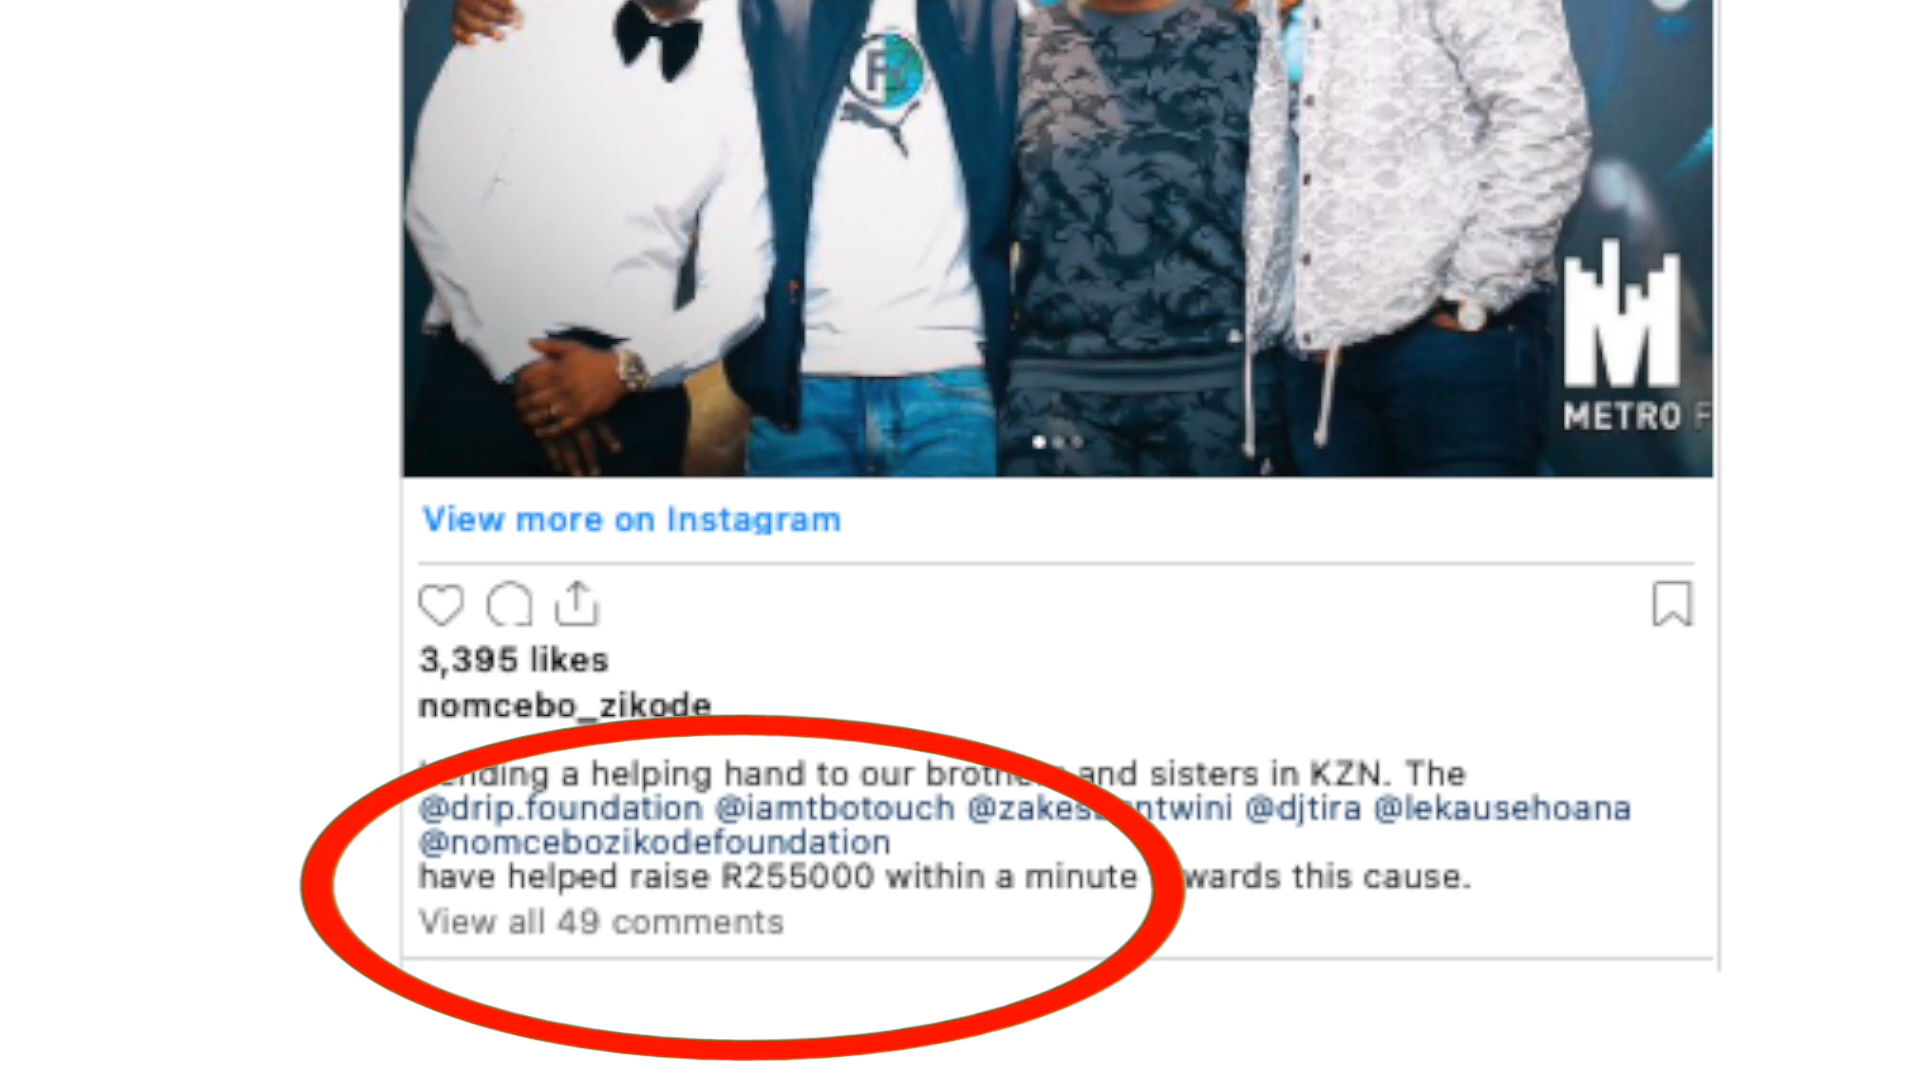 METRO F
View more on Instagram
3,395 likes
nomcebo_zikode
a helping hand to our and sisters in KZN. The
@drip.foundation @iamtbotouch @djtira @lekausehoana
@nomcebozikodefoundation
have helped raise R255000 within a minute this cause.
View all 49 comments